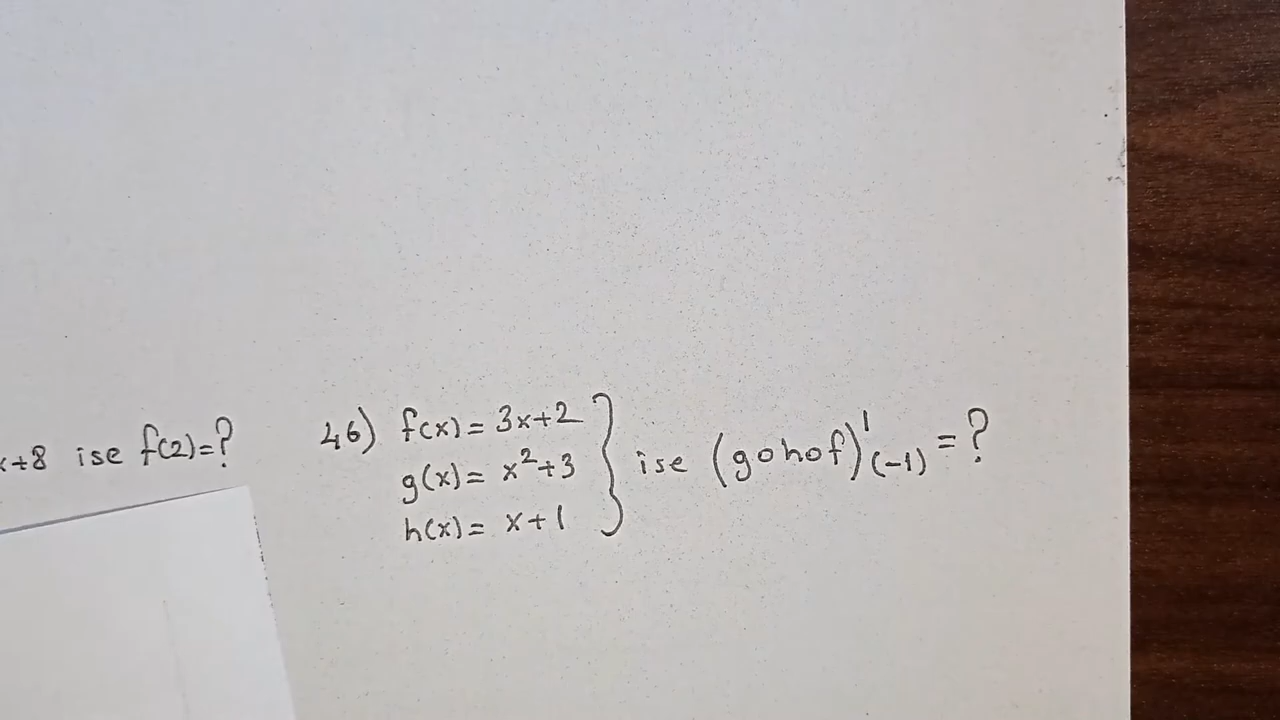 x+8 ise f(2)=?
46) f(x)= 3x+2
g(x)= x²+3
h(x)= x+1
} ise (gohof)'(-1) = ?